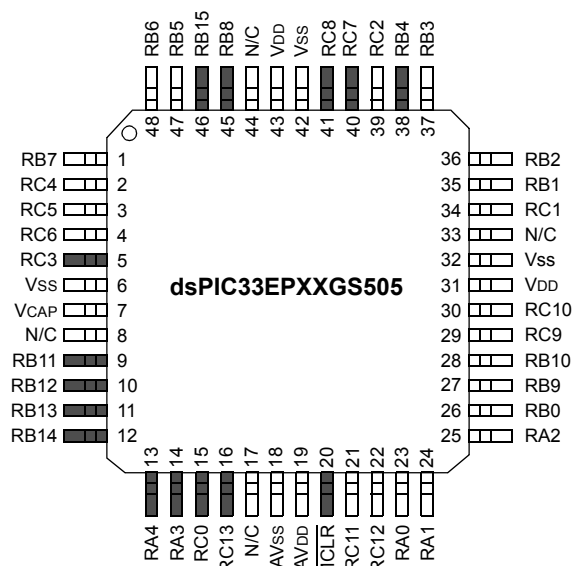 RB6
RB5
RB15
RB8
N/C
VDD
VSS
RC8
RC7
RC2
RB4
RB3
48
47
46
45
44
43
42
41
40
39
38
37
RB7 1
RC4 2
RC5 3
RC6 4
RC3 5
VSS 6
VCAP 7
N/C 8
RB11 9
RB12 10
RB13 11
RB14 12
dsPIC33EPXXGS505
36 RB2
35 RB1
34 RC1
33 N/C
32 Vss
31 VDD
30 RC10
29 RC9
28 RB10
27 RB9
26 RB0
25 RA2
13
14
15
16
17
18
19
20
21
22
23
24
RA4
RA3
RC0
RC13
N/C
AVSS
AVDD
ICLR
RC11
RC12
RA0
RA1